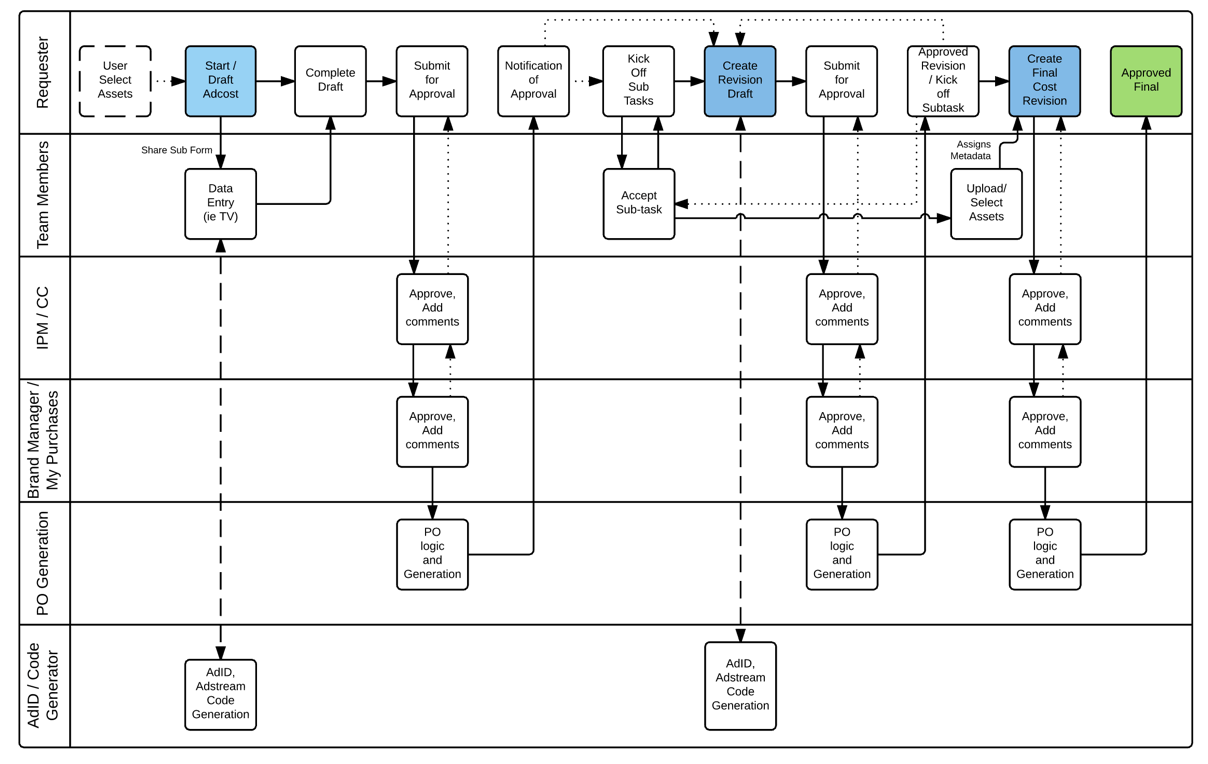 Requester
User
Select
Assets
Start /
Draft
Adcost
Complete
Draft
Submit
for
Approval
Notification
of
Approval
Kick
Off
Sub
Tasks
Create
Revision
Draft
Submit
for
Approval
Approved
Revision
/ Kick
off
Subtask
Create
Final
Cost
Revision
Approved
Final
Team Members
Share Sub Form
Data
Entry
(ie TV)
Accept
Sub-task
Assigns
Metadata
Upload/
Select
Assets
IPM / CC
Approve,
Add
comments
Approve,
Add
comments
Approve,
Add
comments
Brand Manager /
My Purchases
Approve,
Add
comments
Approve,
Add
comments
Approve,
Add
comments
PO Generation
PO
logic
and
Generation
PO
logic
and
Generation
PO
logic
and
Generation
AdID / Code
Generator
AdID,
Adstream
Code
Generation
AdID,
Adstream
Code
Generation